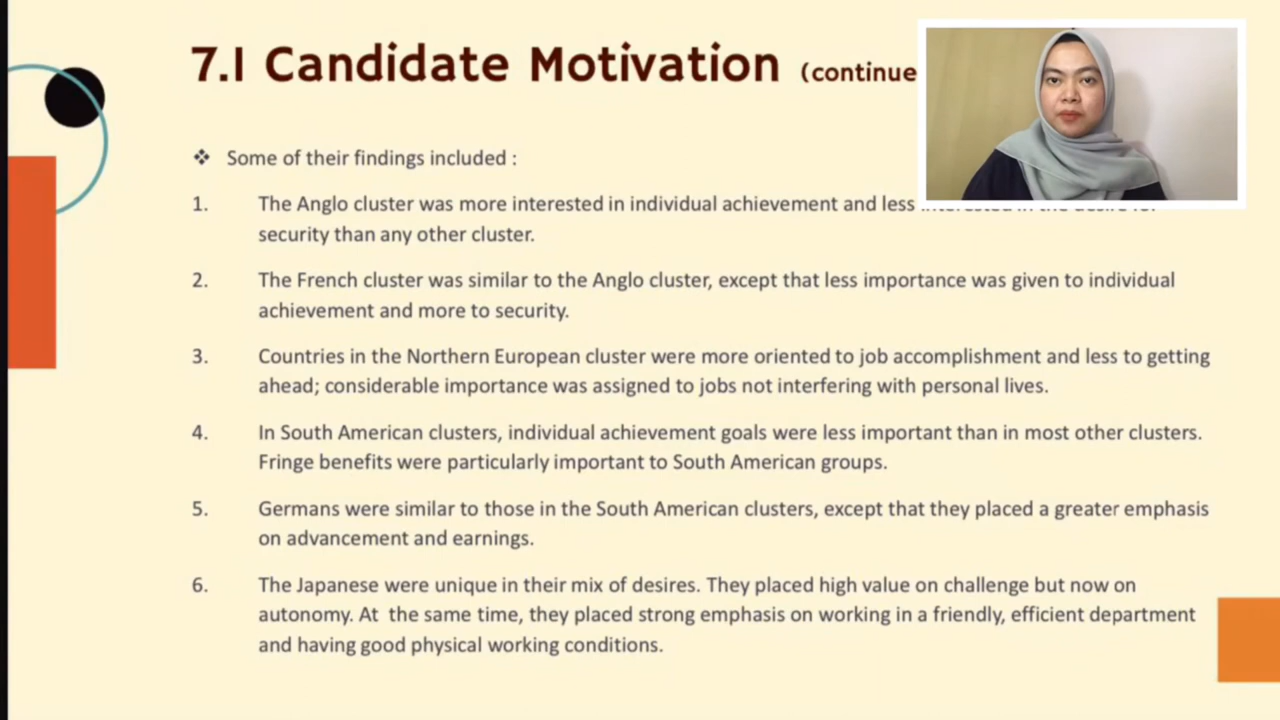 7.1 Candidate Motivation (continue
❖ Some of their findings included :
1. The Anglo cluster was more interested in individual achievement and less
security than any other cluster.
2. The French cluster was similar to the Anglo cluster, except that less importance was given to individual
achievement and more to security.
3. Countries in the Northern European cluster were more oriented to job accomplishment and less to getting
ahead; considerable importance was assigned to jobs not interfering with personal lives.
4. In South American clusters, individual achievement goals were less important than in most other clusters.
Fringe benefits were particularly important to South American groups.
5. Germans were similar to those in the South American clusters, except that they placed a greater emphasis
on advancement and earnings.
6. The Japanese were unique in their mix of desires. They placed high value on challenge but now on
autonomy. At the same time, they placed strong emphasis on working in a friendly, efficient department
and having good physical working conditions.